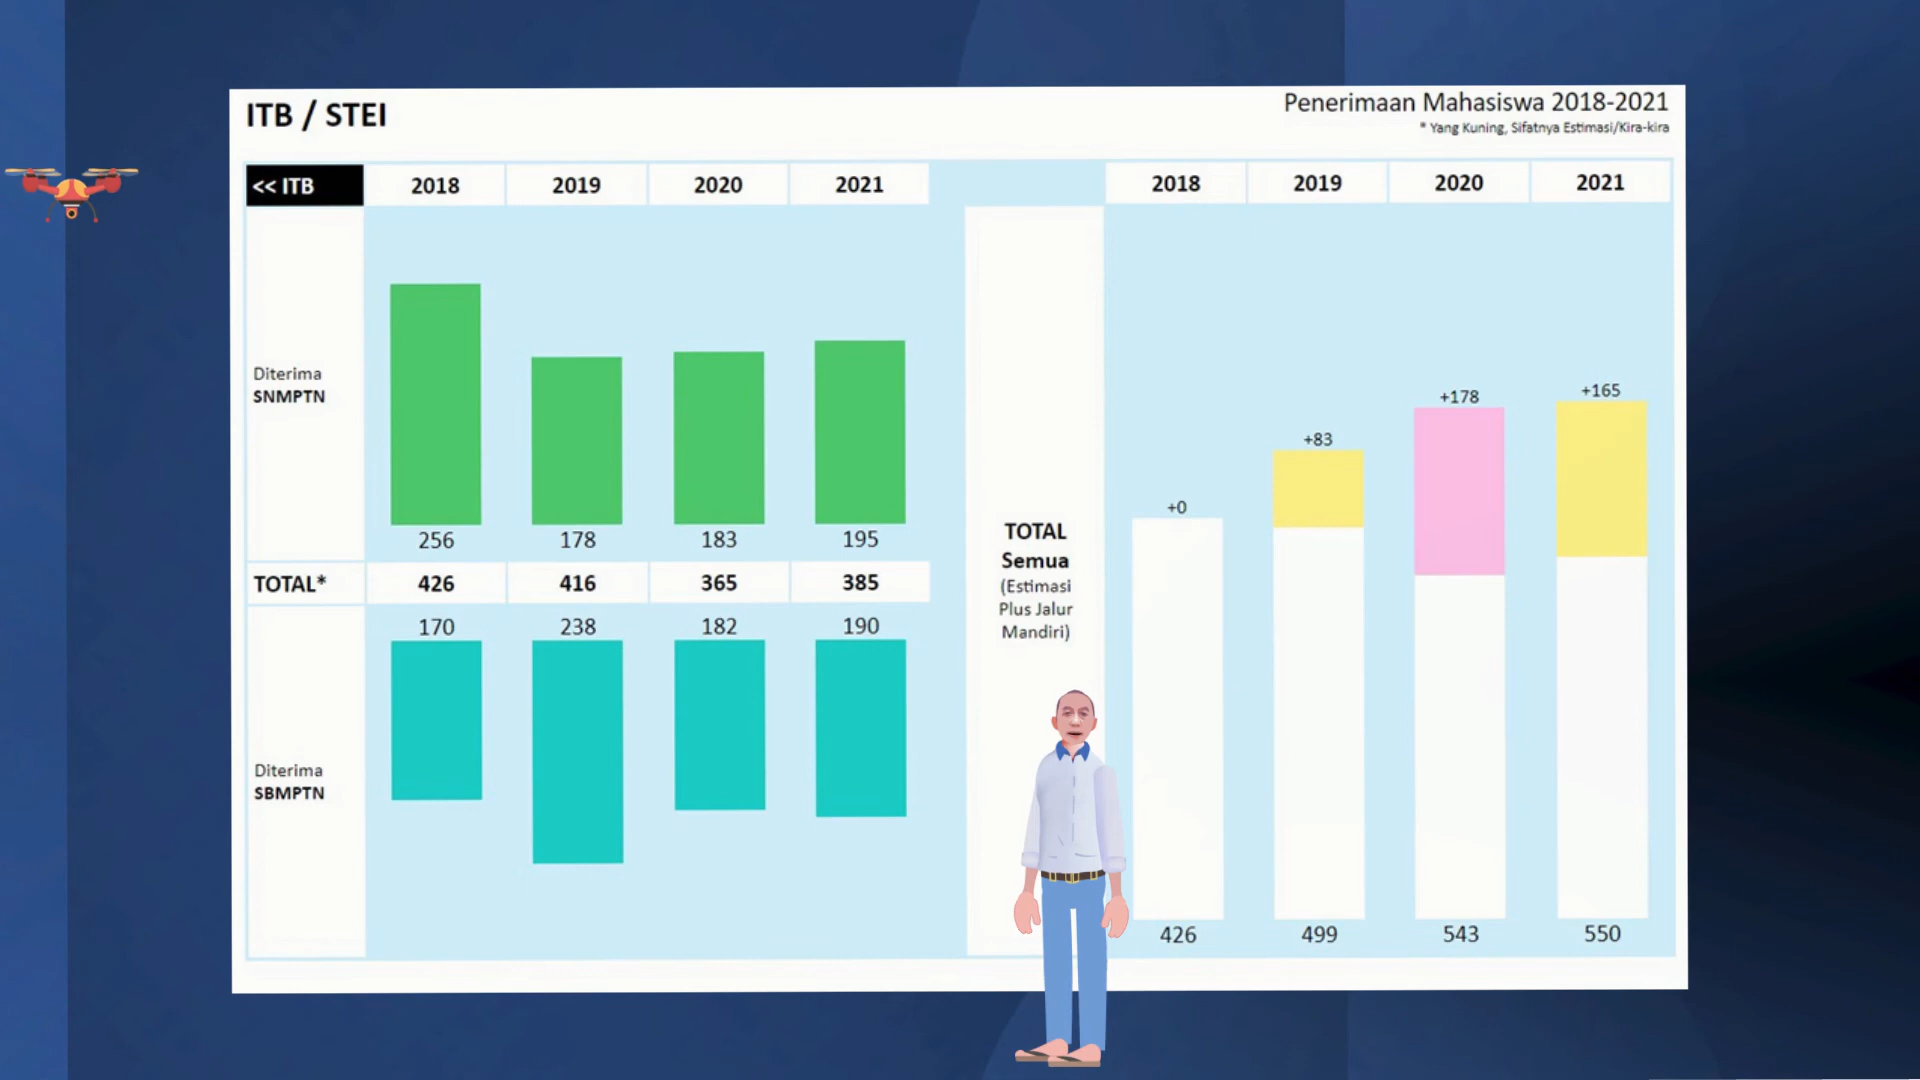 ITB / STEI
Penerimaan Mahasiswa 2018-2021
* Yang Kuning, Sifatnya Estimasi/Kira-kira
<< ITB 2018 2019 2020 2021
Diterima
SNMPTN
256 178 183 195
TOTAL* 426 416 365 385
170 238 182 190
Diterima
SBMPTN
2018 2019 2020 2021
TOTAL
Semua
(Estimasi
Plus Jalur
Mandiri)
+0 +83 +178 +165
426 499 543 550